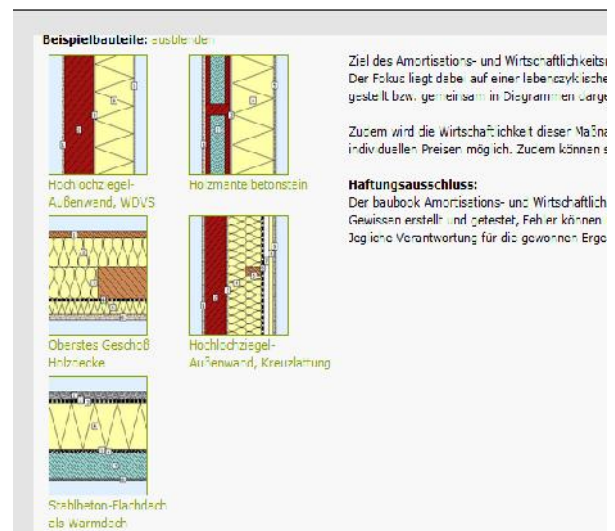 Beispielbauteile: ausblenden
Hochlochziegel-
Außenwand, WDVS
Holzmantelbetonstein
Oberstes Geschoß
Holzdecke
Hochlochziegel-
Außenwand, Kreuzlattung
Stahlbeton-Flachdach
als Warmdach
Ziel des Amortisations- und Wirtschaftlichkeits
Der Fokus liegt dabei auf einer lebenszyklische
gestellt bzw. gemeinsam in Diagrammen darge
Zudem wird die Wirtschaftlichkeit dieser Maßna
individuellen Preisen möglich. Zudem können s
Haftungsausschluss:
Der baubook Amortisations- und Wirtschaftlich
Gewissen erstellt und getestet, Fehler können
Jegliche Verantwortung für die gewonnen Erge